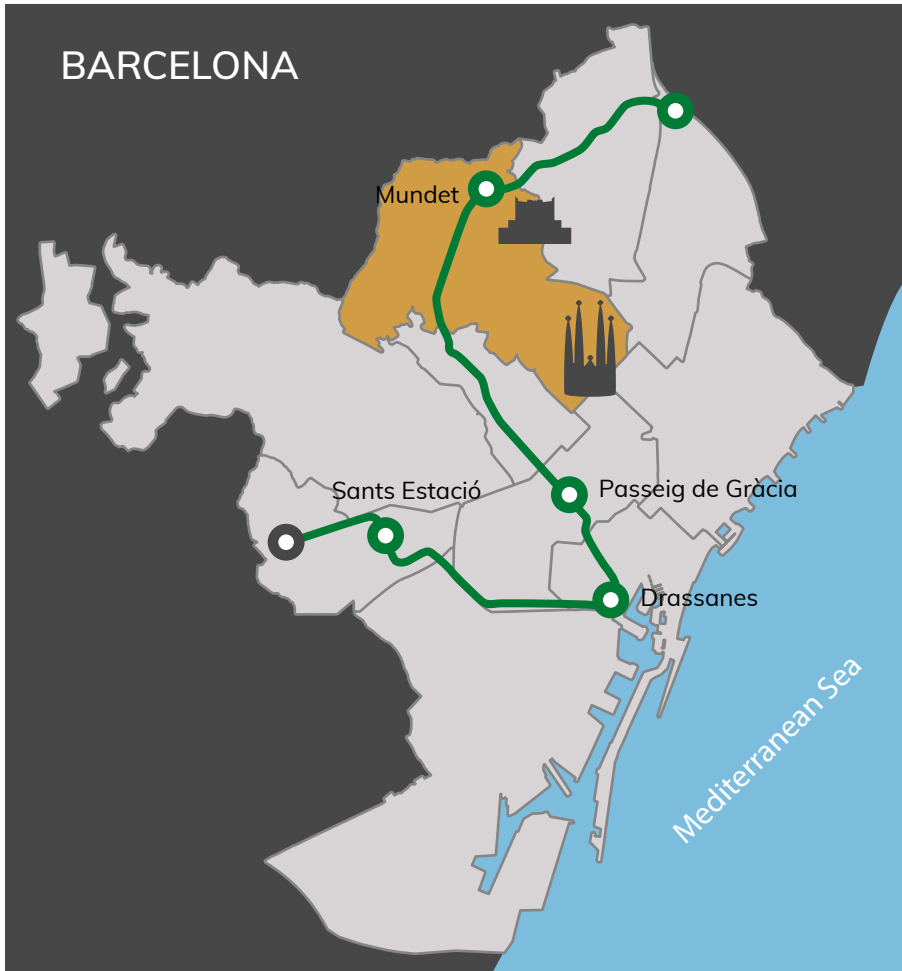 BARCELONA
Mundet
Sants Estació
Passeig de Gràcia
Drassanes
Mediterranean Sea